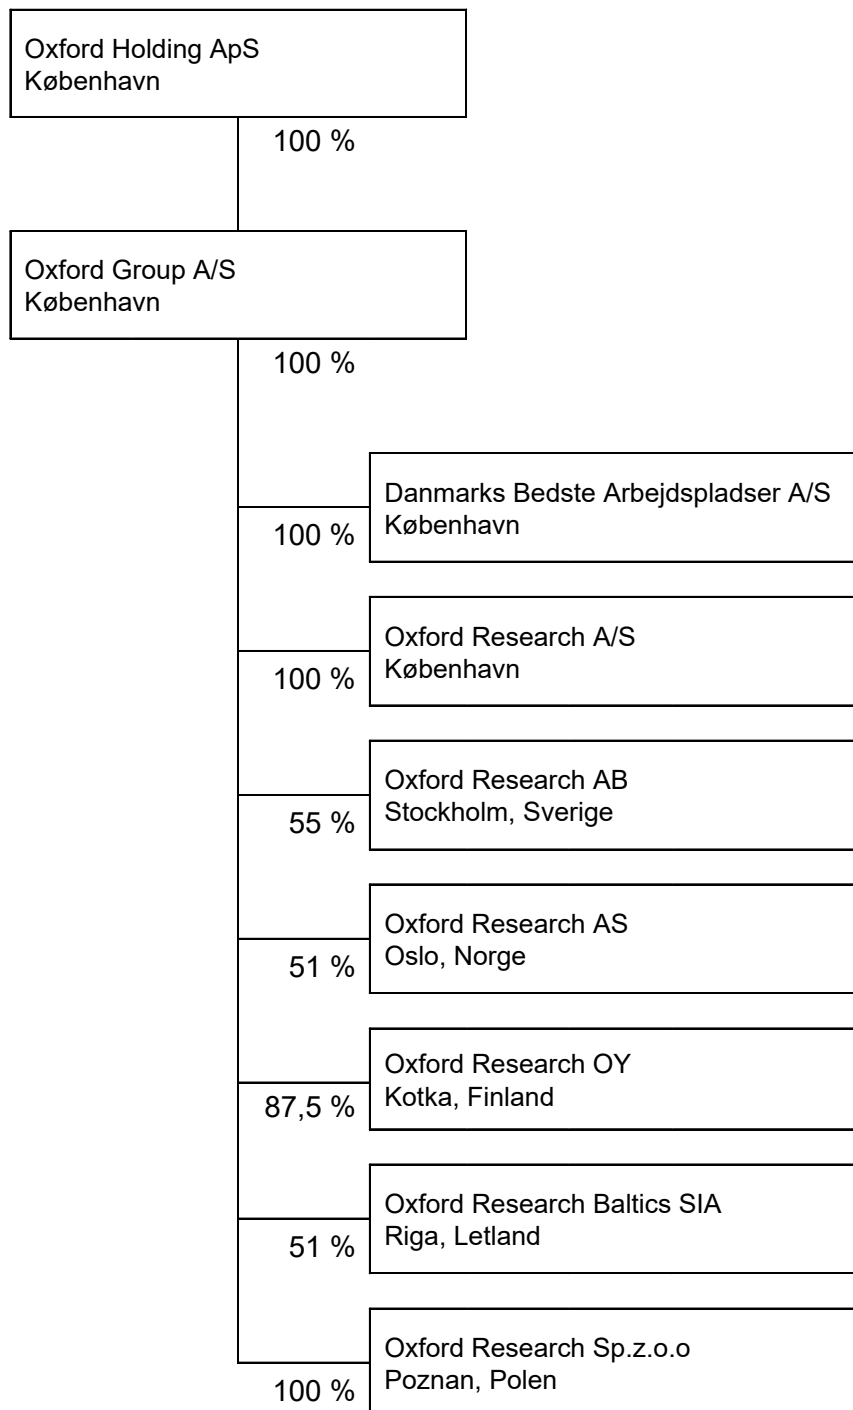 Oxford Holding ApS
København
100 %
Oxford Group A/S
København
100 %
Danmarks Bedste Arbejdspladser A/S
København
100 %
Oxford Research A/S
København
100 %
Oxford Research AB
Stockholm, Sverige
55 %
Oxford Research AS
Oslo, Norge
51 %
Oxford Research OY
Kotka, Finland
87,5 %
Oxford Research Baltics SIA
Riga, Letland
51 %
Oxford Research Sp.z.o.o
Poznan, Polen
100 %